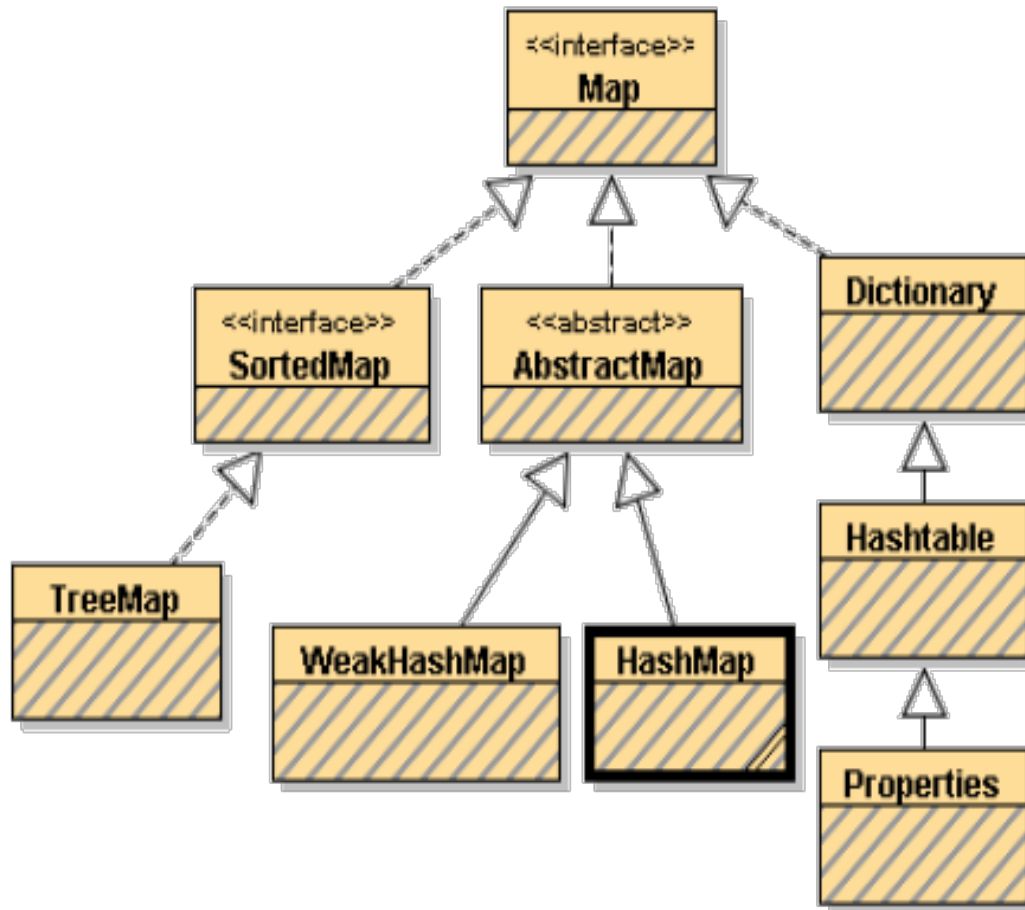 <<interface>>
Map
<<interface>>
SortedMap
<<abstract>>
AbstractMap
Dictionary
Hashtable
TreeMap
WeakHashMap
HashMap
Properties